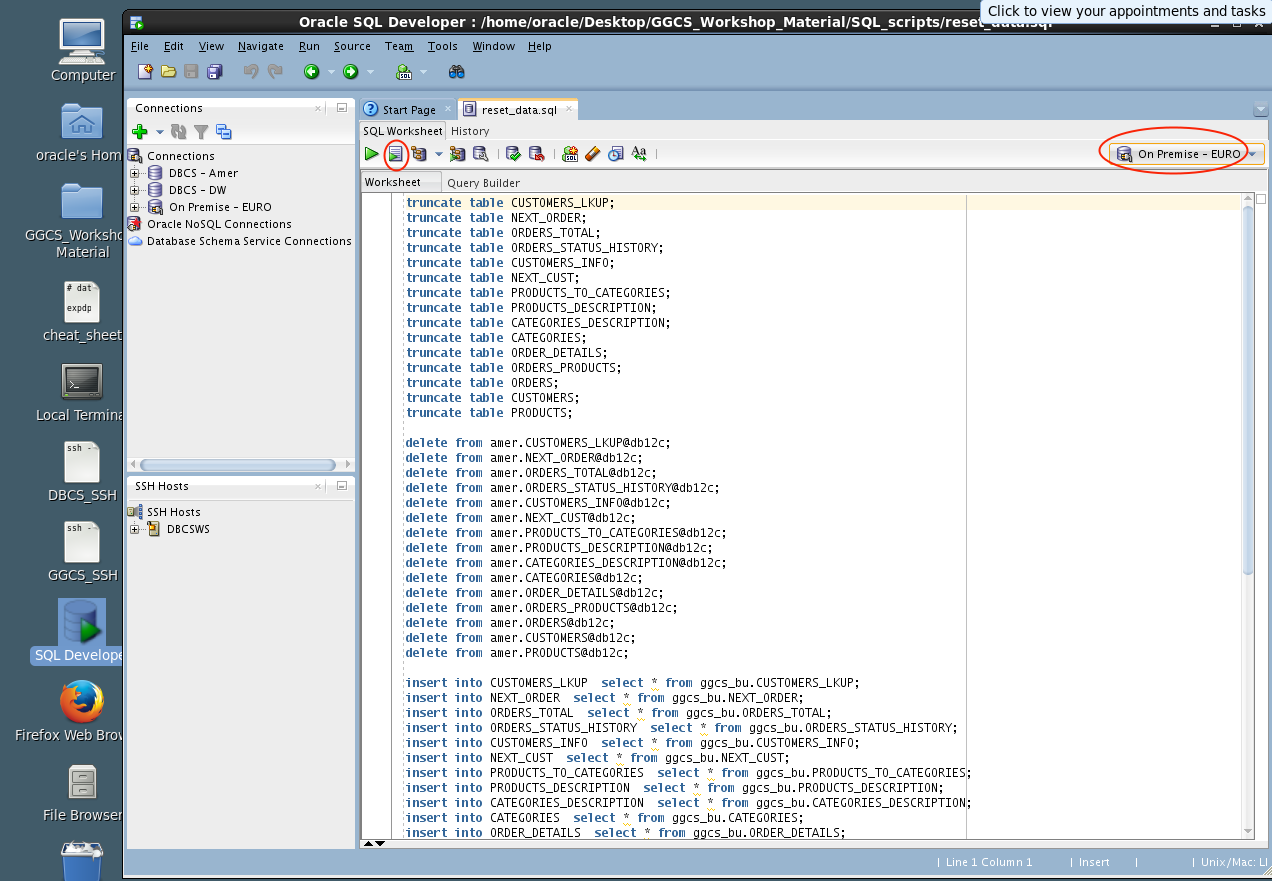 Oracle SQL Developer : /home/oracle/Desktop/GGCS_Workshop_Material/SQL_scripts/reset_data.sql
Click to view your appointments and tasks
File Edit View Navigate Run Source Team Tools Window Help
Computer
oracle's Hom
GGCS_Worksho
Material
# dat
expdp
cheat_sheet
Local Termina
ssh -
DBCS_SSH
ssh -
GGCS_SSH
SQL Develope
Firefox Web Brow
File Browser
Connections
Connections
DBCS - Amer
DBCS - DW
On Premise - EURO
Oracle NoSQL Connections
Database Schema Service Connections
SSH Hosts
SSH Hosts
DBCSWS
Start Page
reset_data.sql
SQL Worksheet History
On Premise - EURO
Worksheet Query Builder
truncate table CUSTOMERS_LKUP;
truncate table NEXT_ORDER;
truncate table ORDERS_TOTAL;
truncate table ORDERS_STATUS_HISTORY;
truncate table CUSTOMERS_INFO;
truncate table NEXT_CUST;
truncate table PRODUCTS_TO_CATEGORIES;
truncate table PRODUCTS_DESCRIPTION;
truncate table CATEGORIES_DESCRIPTION;
truncate table CATEGORIES;
truncate table ORDER_DETAILS;
truncate table ORDERS_PRODUCTS;
truncate table ORDERS;
truncate table CUSTOMERS;
truncate table PRODUCTS;
delete from amer.CUSTOMERS_LKUP@db12c;
delete from amer.NEXT_ORDER@db12c;
delete from amer.ORDERS_TOTAL@db12c;
delete from amer.ORDERS_STATUS_HISTORY@db12c;
delete from amer.CUSTOMERS_INFO@db12c;
delete from amer.NEXT_CUST@db12c;
delete from amer.PRODUCTS_TO_CATEGORIES@db12c;
delete from amer.PRODUCTS_DESCRIPTION@db12c;
delete from amer.CATEGORIES_DESCRIPTION@db12c;
delete from amer.CATEGORIES@db12c;
delete from amer.ORDER_DETAILS@db12c;
delete from amer.ORDERS_PRODUCTS@db12c;
delete from amer.ORDERS@db12c;
delete from amer.CUSTOMERS@db12c;
delete from amer.PRODUCTS@db12c;
insert into CUSTOMERS_LKUP select * from ggcs_bu.CUSTOMERS_LKUP;
insert into NEXT_ORDER select * from ggcs_bu.NEXT_ORDER;
insert into ORDERS_TOTAL select * from ggcs_bu.ORDERS_TOTAL;
insert into ORDERS_STATUS_HISTORY select * from ggcs_bu.ORDERS_STATUS_HISTORY;
insert into CUSTOMERS_INFO select * from ggcs_bu.CUSTOMERS_INFO;
insert into NEXT_CUST select * from ggcs_bu.NEXT_CUST;
insert into PRODUCTS_TO_CATEGORIES select * from ggcs_bu.PRODUCTS_TO_CATEGORIES;
insert into PRODUCTS_DESCRIPTION select * from ggcs_bu.PRODUCTS_DESCRIPTION;
insert into CATEGORIES_DESCRIPTION select * from ggcs_bu.CATEGORIES_DESCRIPTION;
insert into CATEGORIES select * from ggcs_bu.CATEGORIES;
insert into ORDER_DETAILS select * from ggcs_bu.ORDER_DETAILS;
| Line 1 Column 1 | Insert | | Unix/Mac: LI